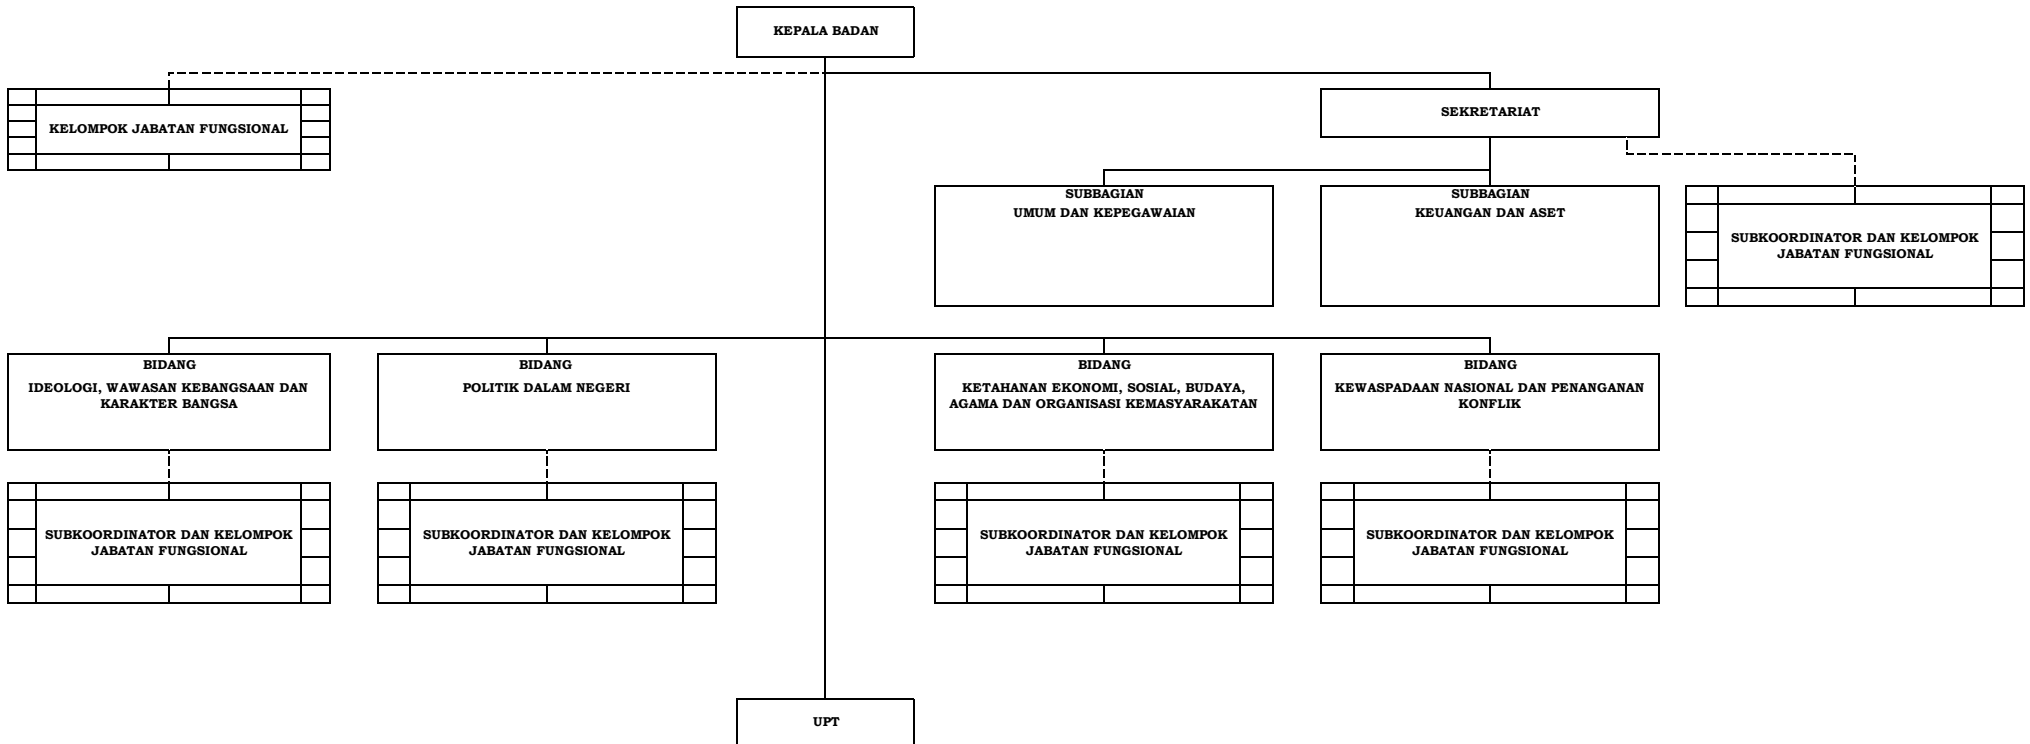 KEPALA BADAN
KELOMPOK JABATAN FUNGSIONAL
SEKRETARIAT
SUBBAGIAN
UMUM DAN KEPEGAWAIAN
SUBBAGIAN
KEUANGAN DAN ASET
SUBKOORDINATOR DAN KELOMPOK
JABATAN FUNGSIONAL
BIDANG
IDEOLOGI, WAWASAN KEBANGSAAN DAN
KARAKTER BANGSA
BIDANG
POLITIK DALAM NEGERI
BIDANG
KETAHANAN EKONOMI, SOSIAL, BUDAYA,
AGAMA DAN ORGANISASI KEMASYARAKATAN
BIDANG
KEWASPADAAN NASIONAL DAN PENANGANAN
KONFLIK
SUBKOORDINATOR DAN KELOMPOK
JABATAN FUNGSIONAL
SUBKOORDINATOR DAN KELOMPOK
JABATAN FUNGSIONAL
SUBKOORDINATOR DAN KELOMPOK
JABATAN FUNGSIONAL
SUBKOORDINATOR DAN KELOMPOK
JABATAN FUNGSIONAL
UPT